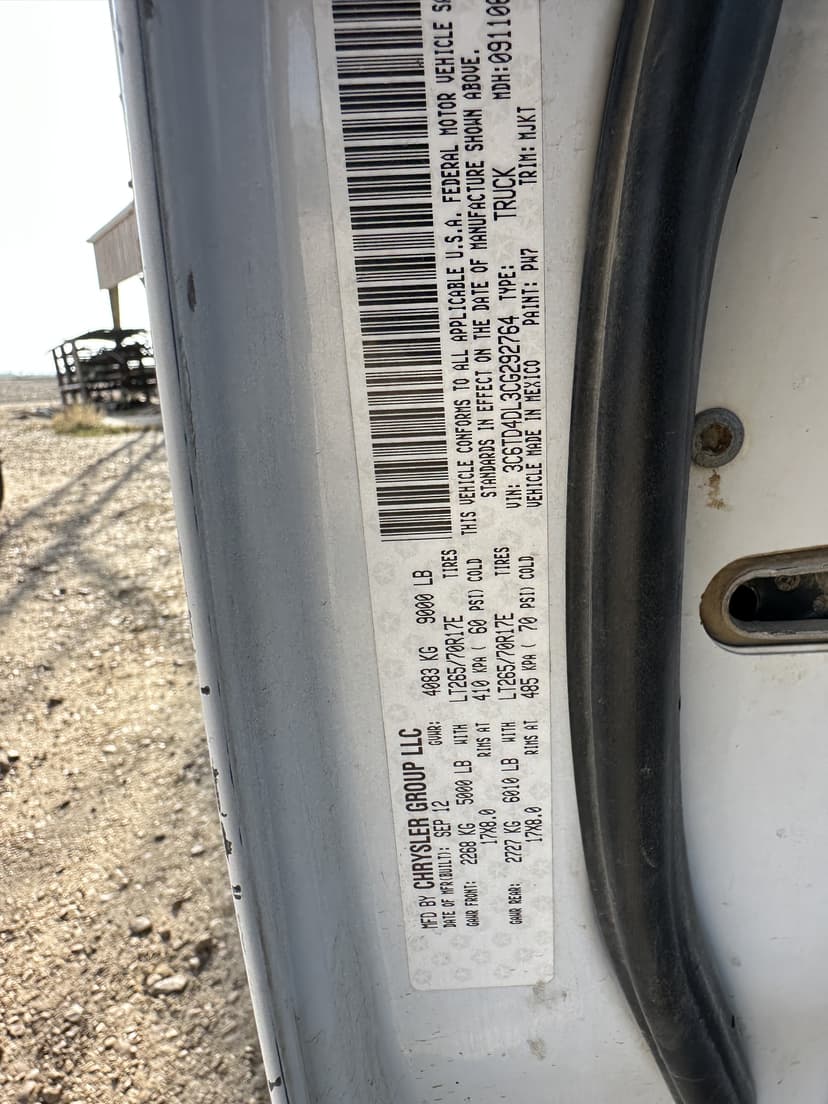 MFD BY CHRYSLER GROUP LLC
DATE OF MFR(BUILT): SEP 12 GVWR: 4083 KG 9000 LB
GAWR FRONT: 2268 KG 5000 LB WITH LT265/70R17E TIRES
17X8.0 RIMS AT 410 KPA ( 60 PSI) COLD
GAWR REAR: 2727 KG 6010 LB WITH LT265/70R17E TIRES
17X8.0 RIMS AT 485 KPA ( 70 PSI) COLD
THIS VEHICLE CONFORMS TO ALL APPLICABLE U.S.A. FEDERAL MOTOR VEHICLE
STANDARDS IN EFFECT ON THE DATE OF MANUFACTURE SHOWN ABOVE.
VIN: 3C6TD4DL3CG292764 TYPE: TRUCK MDH:091106
VEHICLE MADE IN MEXICO PAINT: PW7 TRIM: MJKT